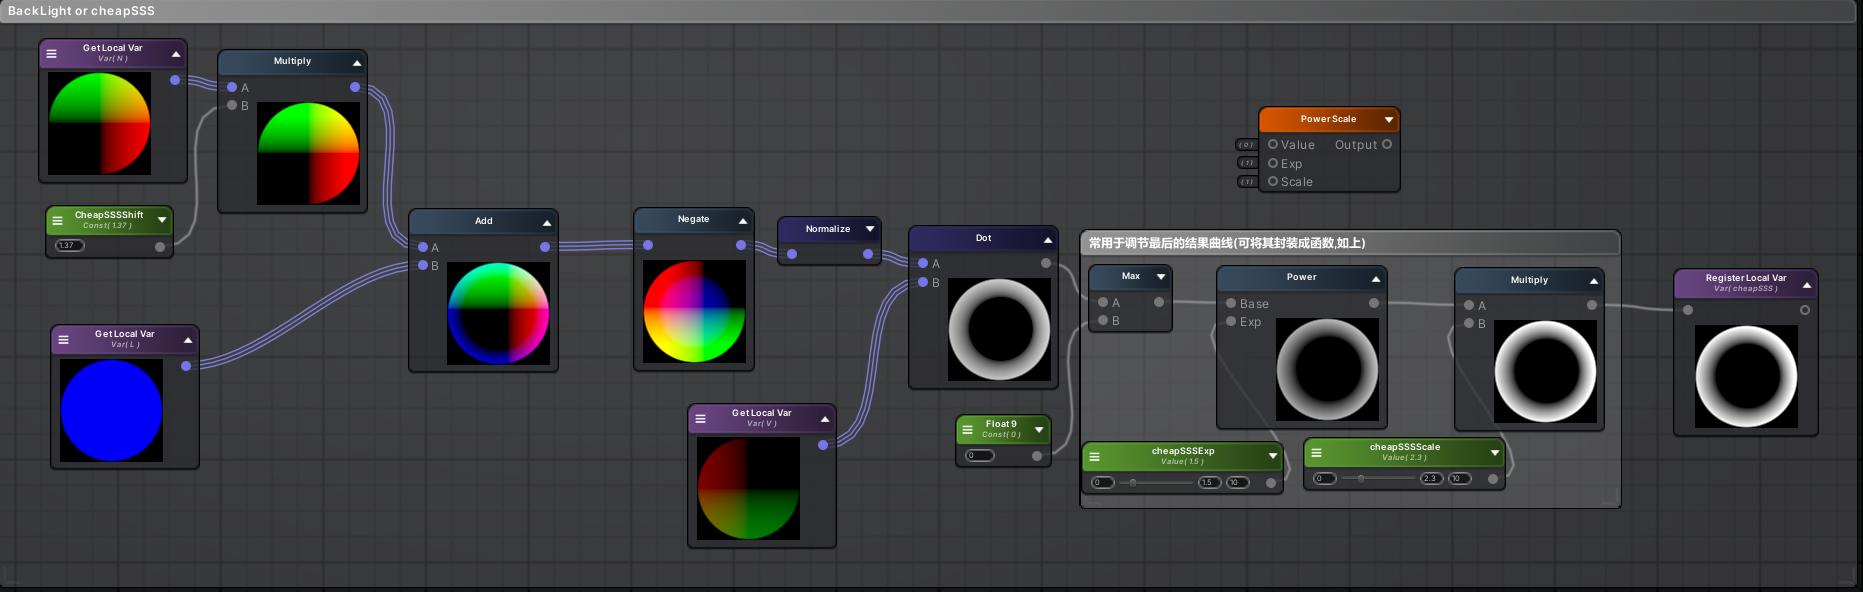 BackLight or cheapSSS
Get Local Var
Var( N )
Multiply
A
B
CheapSSSShift
Const( 1.37 )
1.37
Get Local Var
Var( L )
Add
A
B
Negate
Normalize
Get Local Var
Var( V )
Dot
A
B
Float 9
Const( 0 )
0
Power Scale
( 0 )
Value
Output
( 1 )
Exp
( 1 )
Scale
常用于调节最后的结果曲线(可将其封装成函数,如上)
Max
A
B
Power
Base
Exp
Multiply
A
B
cheapSSSExp
Value( 1.5 )
0
1.5
10
cheapSSSScale
Value( 2.3 )
0
2.3
10
Register Local Var
Var( cheapSSS )